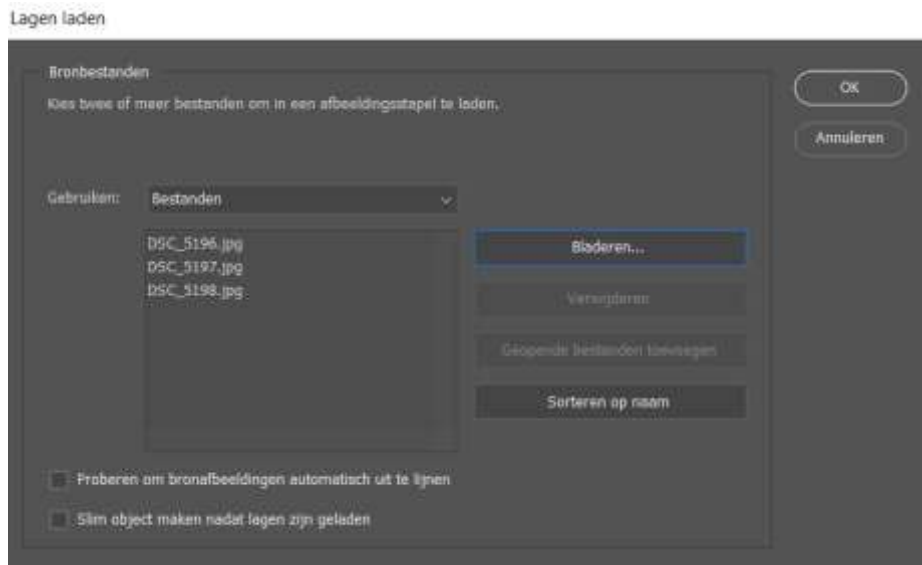 Lagen laden
Bronbestanden
Kies twee of meer bestanden om in een afbeeldingsstapel te laden.
OK
Annuleren
Gebruiken:
Bestanden
DSC_5196.jpg
DSC_5197.jpg
DSC_5198.jpg
Bladeren...
Verwijderen
Geopende bestanden toevoegen
Sorteren op naam
Proberen om bronafbeeldingen automatisch uit te lijnen
Slim object maken nadat lagen zijn geladen